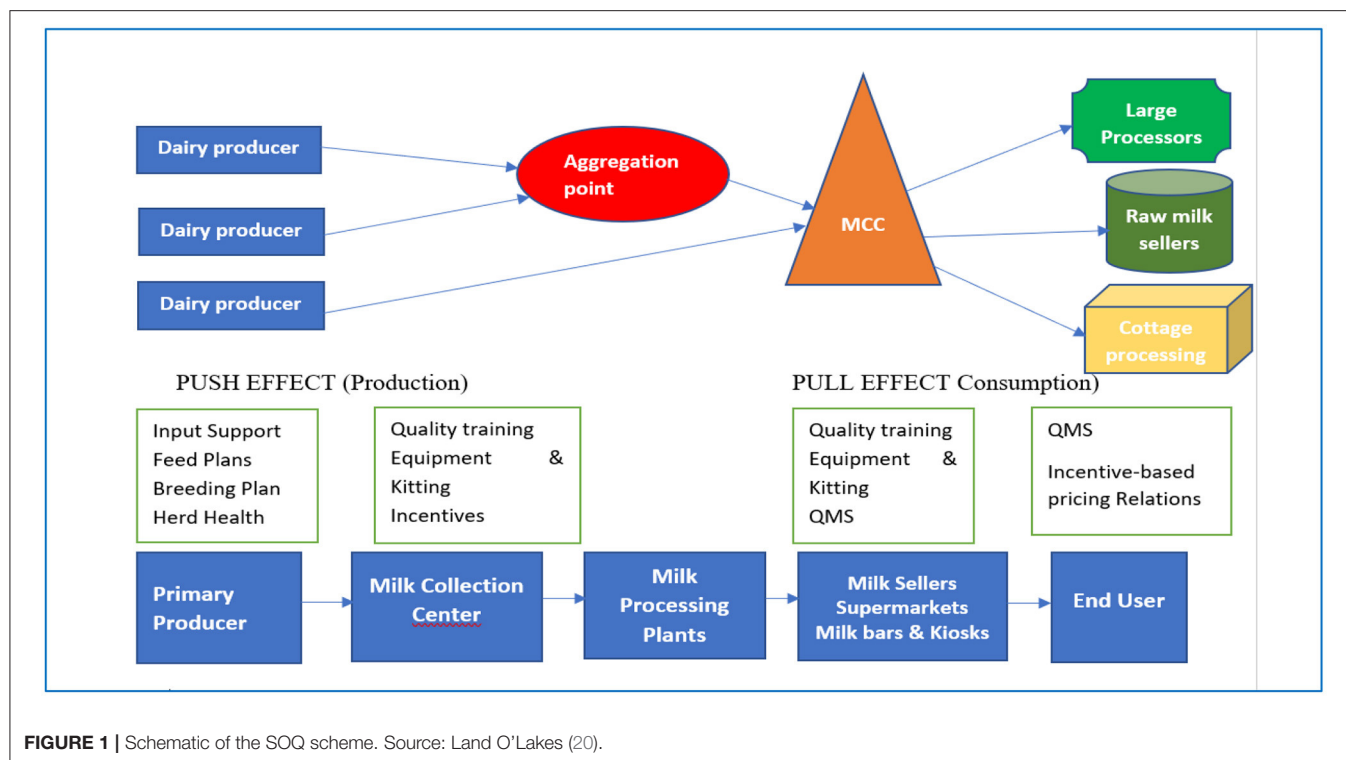 Dairy producer
Dairy producer
Dairy producer
Aggregation
point
MCC
Large
Processors
Raw milk
sellers
Cottage
processing
PUSH EFFECT (Production)
PULL EFFECT Consumption)
Input Support
Feed Plans
Breeding Plan
Herd Health
Quality training
Equipment &
Kitting
Incentives
Quality training
Equipment &
Kitting
QMS
QMS
Incentive-based
pricing Relations
Primary
Producer
Milk Collection
Center
Milk
Processing
Plants
Milk Sellers
Supermarkets
Milk bars & Kiosks
End User
FIGURE 1 | Schematic of the SOQ scheme. Source: Land O'Lakes (20).